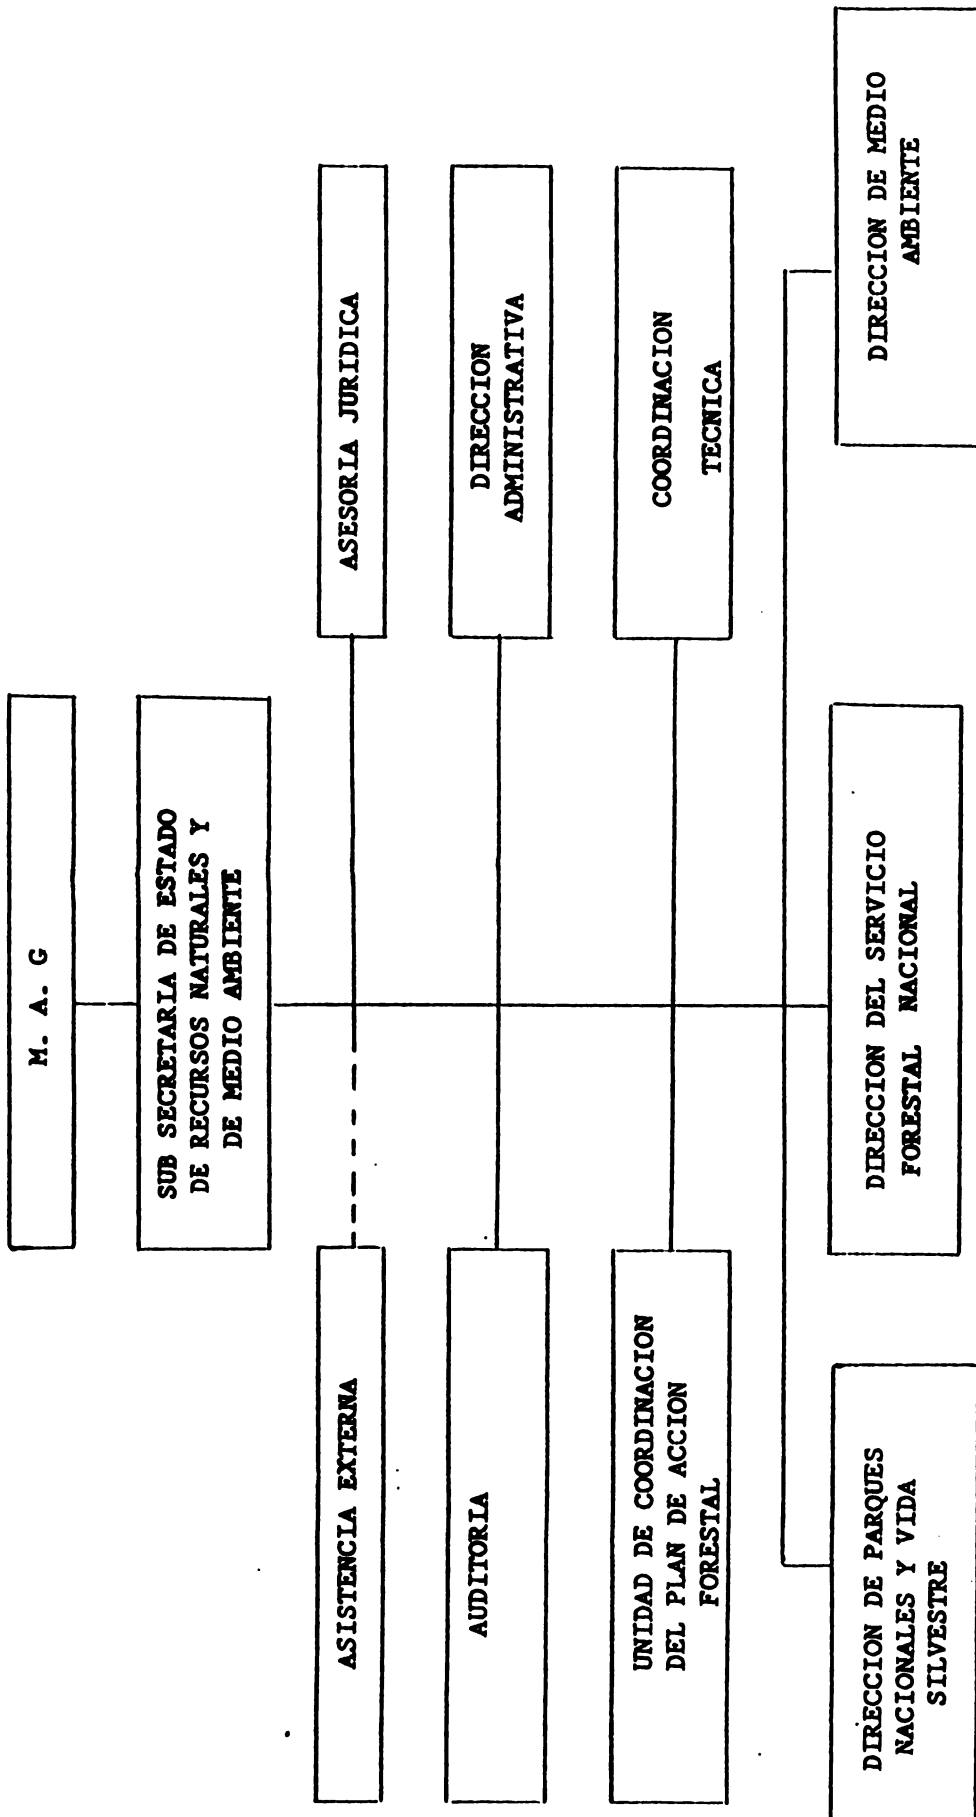 M. A. G
SUB SECRETARIA DE ESTADO
DE RECURSOS NATURALES Y
DE MEDIO AMBIENTE
ASISTENCIA EXTERNA
ASESORIA JURIDICA
AUDITORIA
DIRECCION
ADMINISTRATIVA
UNIDAD DE COORDINACION
DEL PLAN DE ACCION
FORESTAL
COORDINACION
TECNICA
DIRECCION DE PARQUES
NACIONALES Y VIDA
SILVESTRE
DIRECCION DEL SERVICIO
FORESTAL NACIONAL
DIRECCION DE MEDIO
AMBIENTE